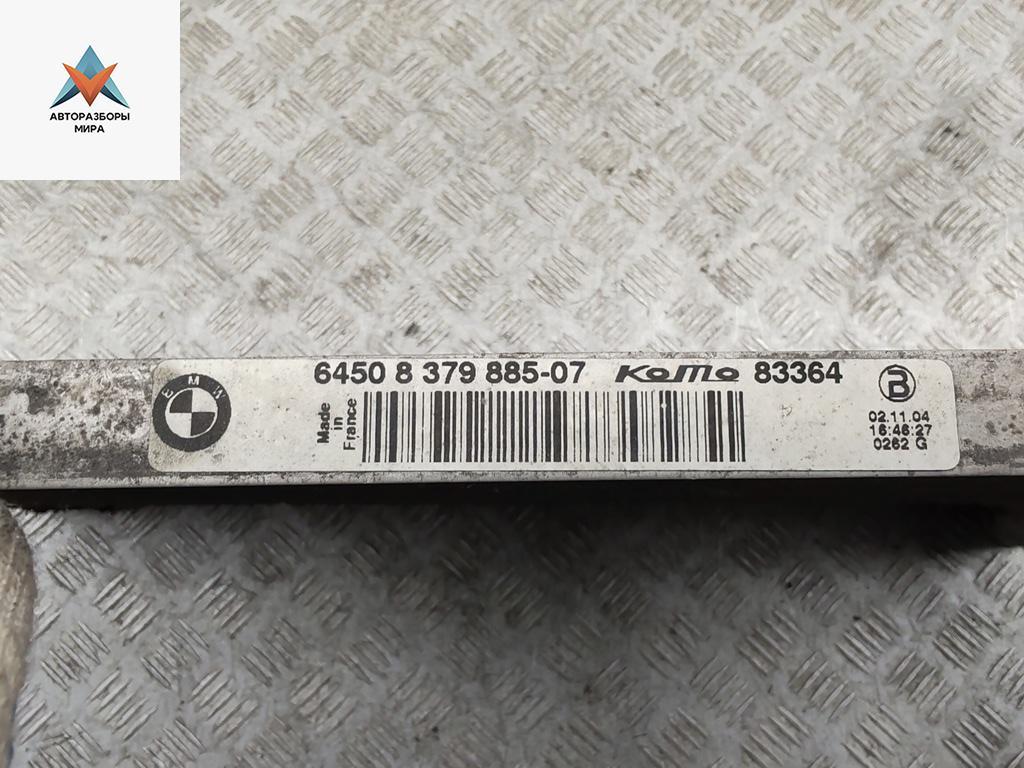 АВТОРАЗБОРЫ
МИРА
6450 8 379 885-07 KoMo 83364
BMW
Made
in
France
B
02.11.04
16:46:27
0262 G